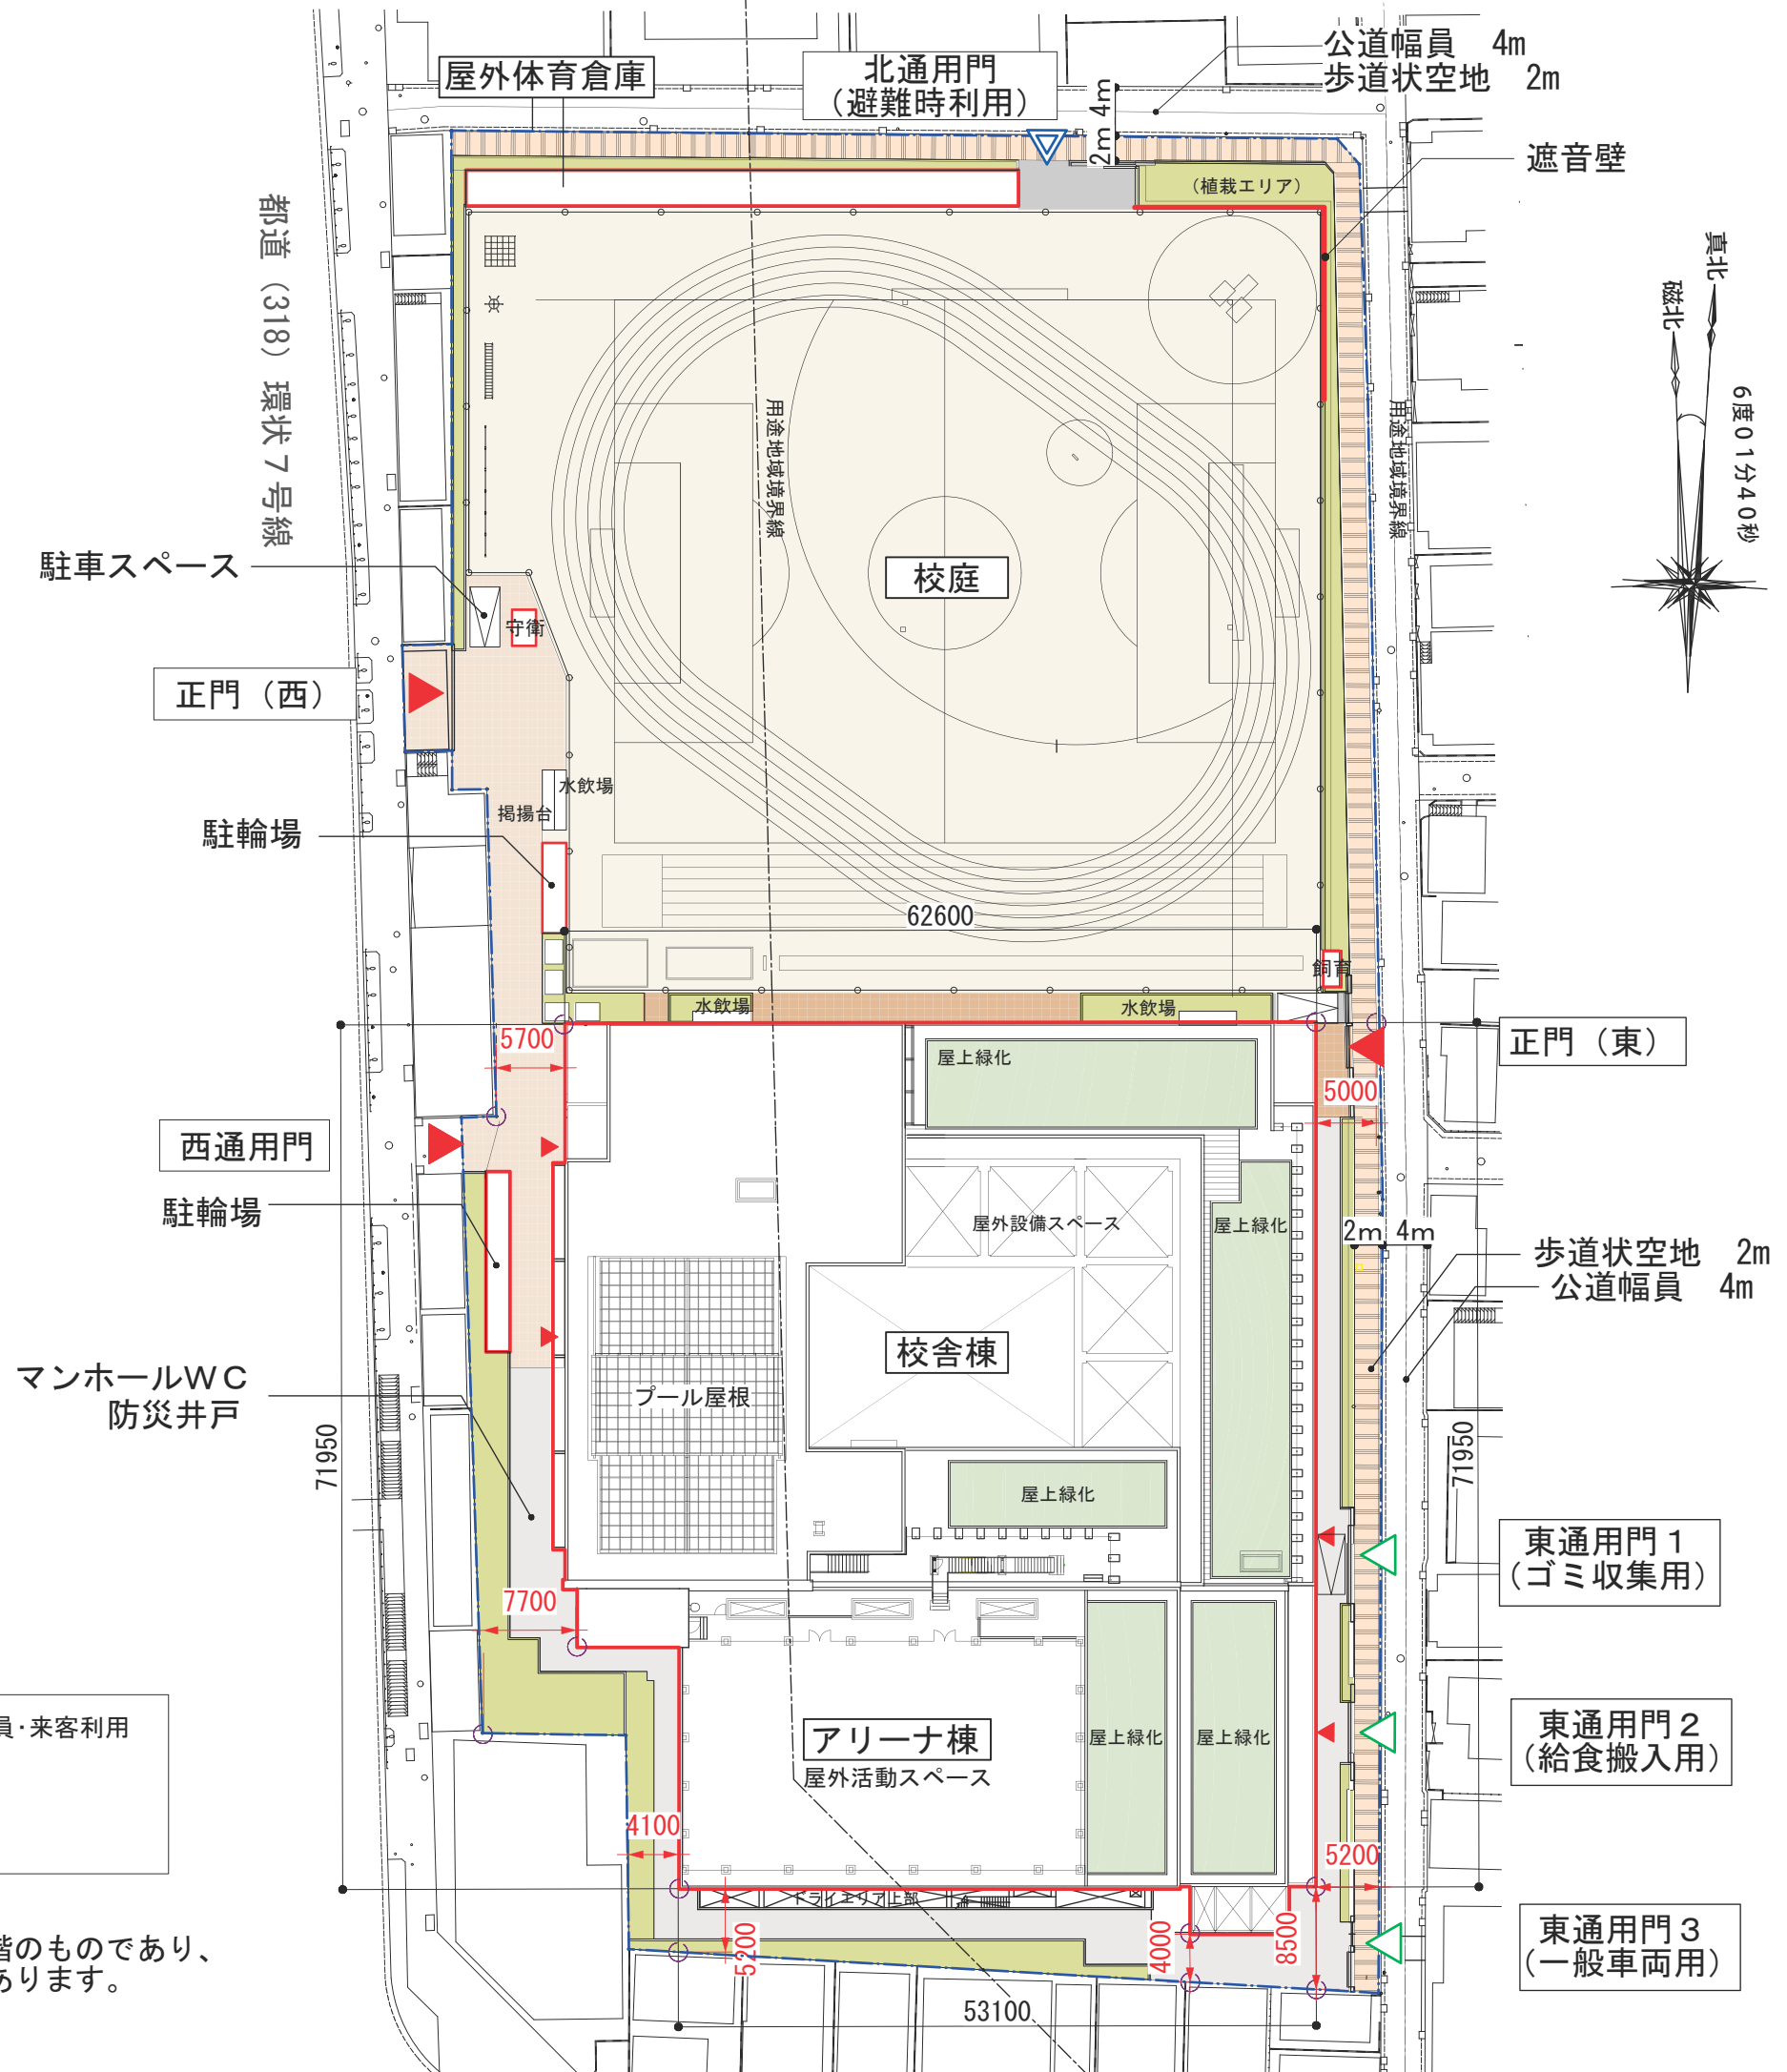 屋外体育倉庫
北通用門
(避難時利用)
公道幅員 4m
歩道状空地 2m
2m 4m
遮音壁
(植栽エリア)
都道(318)環状7号線
真北
磁北
6度01分40秒
用途地域境界線
用途地域境界線
駐車スペース
守衛
校庭
正門(西)
水飲場
掲揚台
駐輪場
62600
飼育
水飲場
水飲場
5700
正門(東)
屋上緑化
5000
西通用門
駐輪場
屋外設備スペース
屋上緑化
2m 4m
歩道状空地 2m
公道幅員 4m
校舎棟
マンホールWC
防災井戸
プール屋根
71950
71950
屋上緑化
東通用門1
(ゴミ収集用)
7700
員・来客利用
アリーナ棟
屋外活動スペース
屋上緑化
屋上緑化
東通用門2
(給食搬入用)
4100
5200
ドライエリア上部
5200
4000
8500
東通用門3
(一般車両用)
階のものであり、
あります。
53100